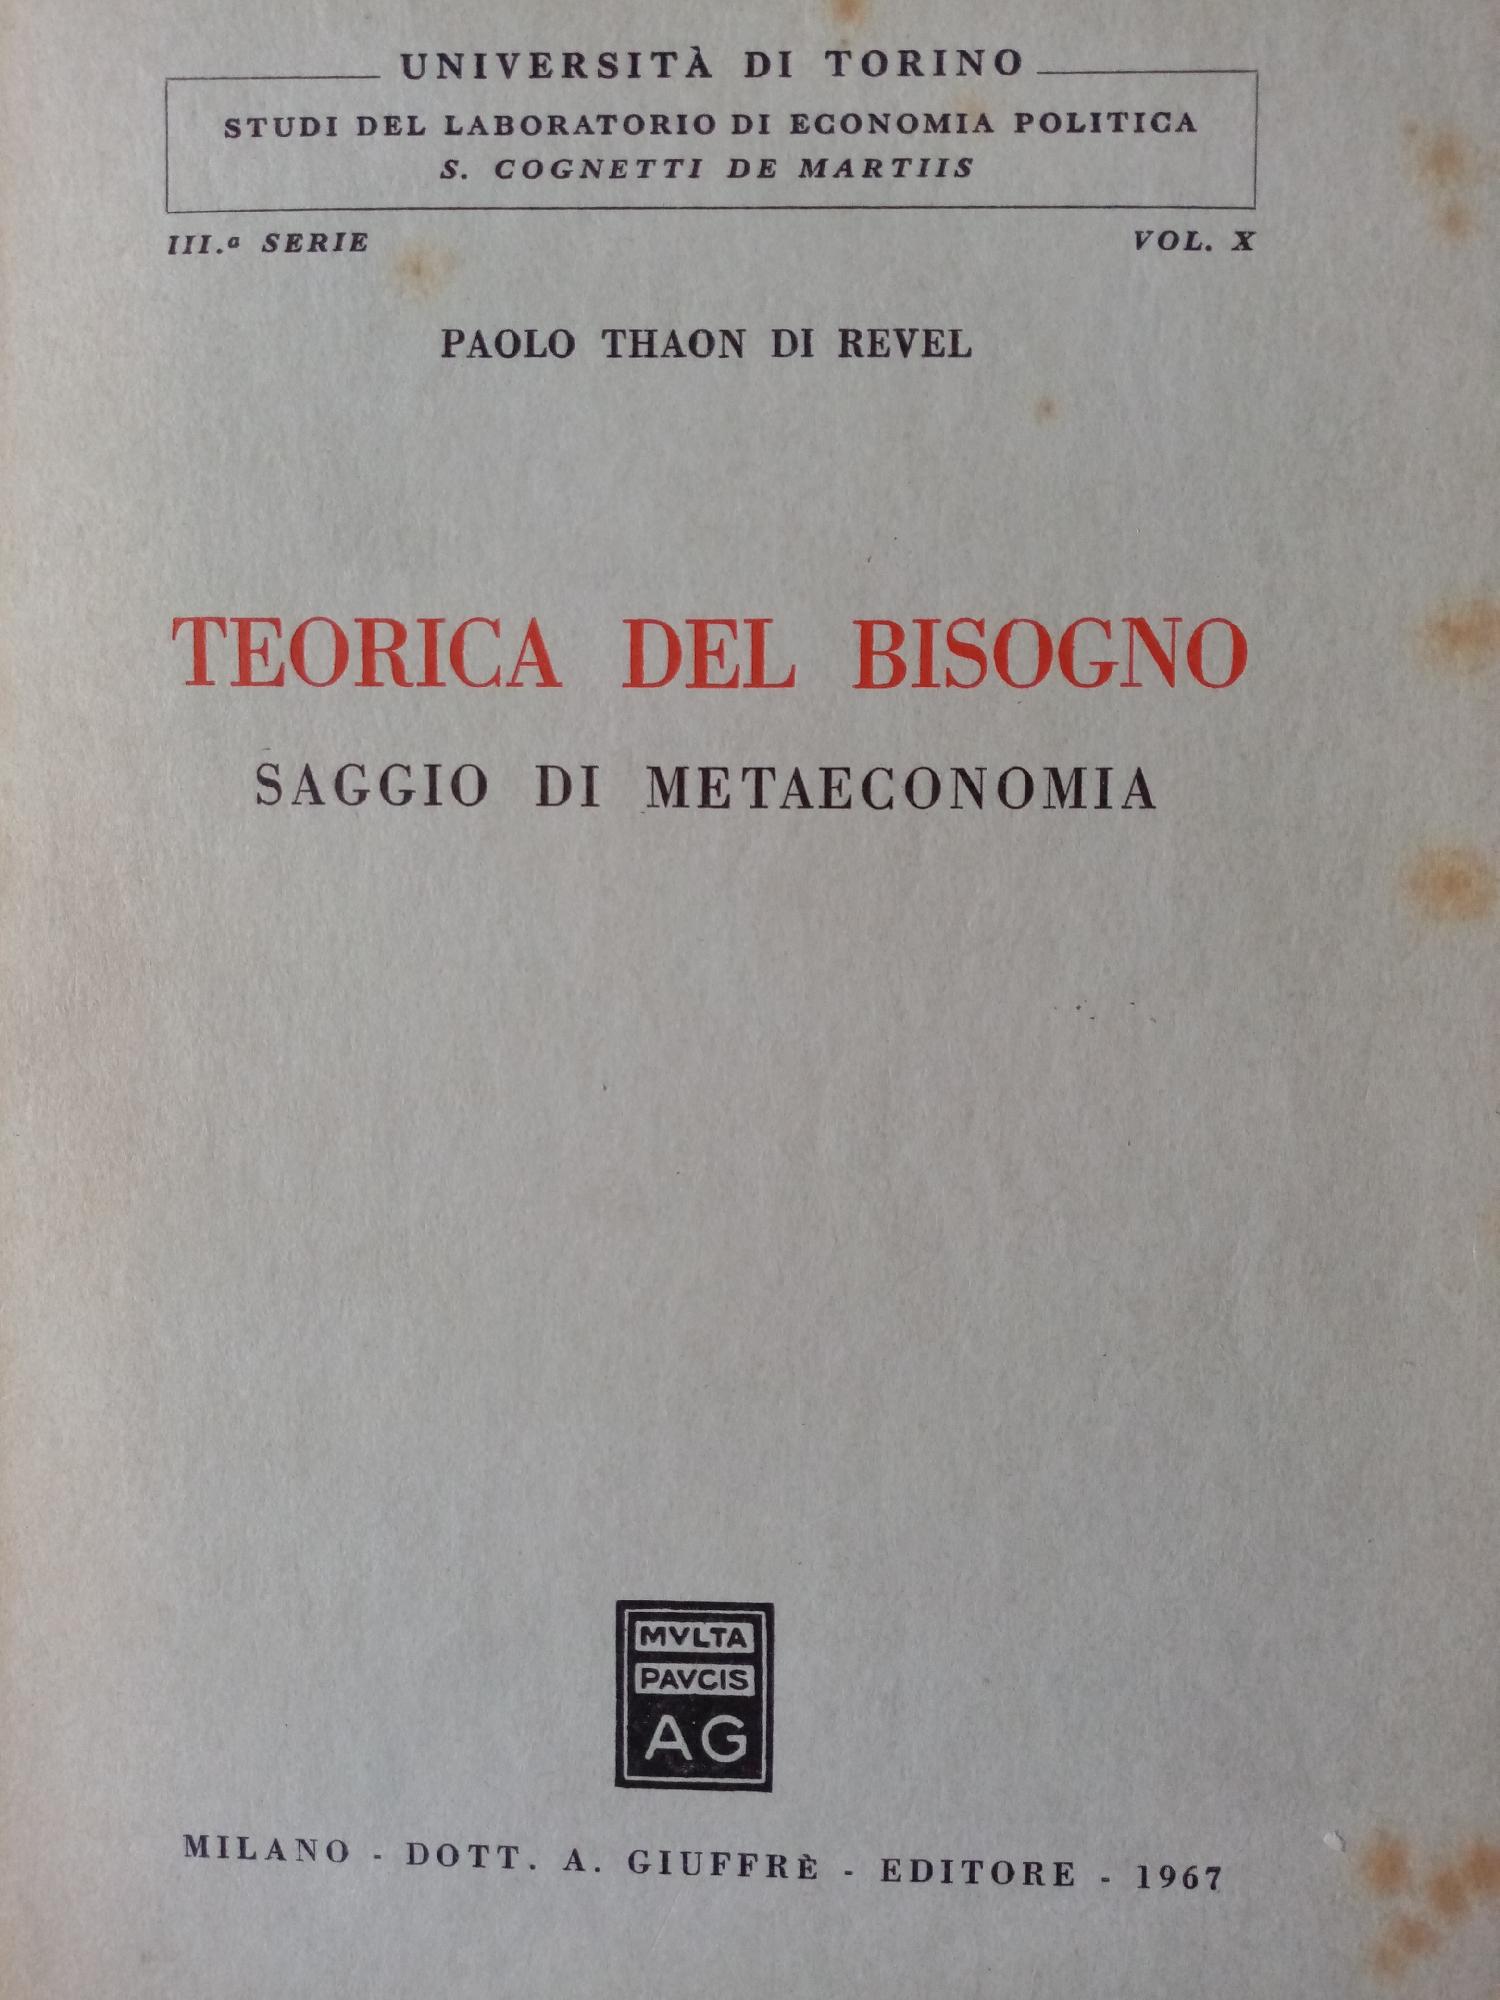 UNIVERSITÀ DI TORINO
STUDI DEL LABORATORIO DI ECONOMIA POLITICA
S. COGNETTI DE MARTIIS
III.ª SERIE VOL. X
PAOLO THAON DI REVEL
TEORICA DEL BISOGNO
SAGGIO DI METAECONOMIA
MVLTA
PAVCIS
AG
MILANO - DOTT. A. GIUFFRÈ - EDITORE - 1967